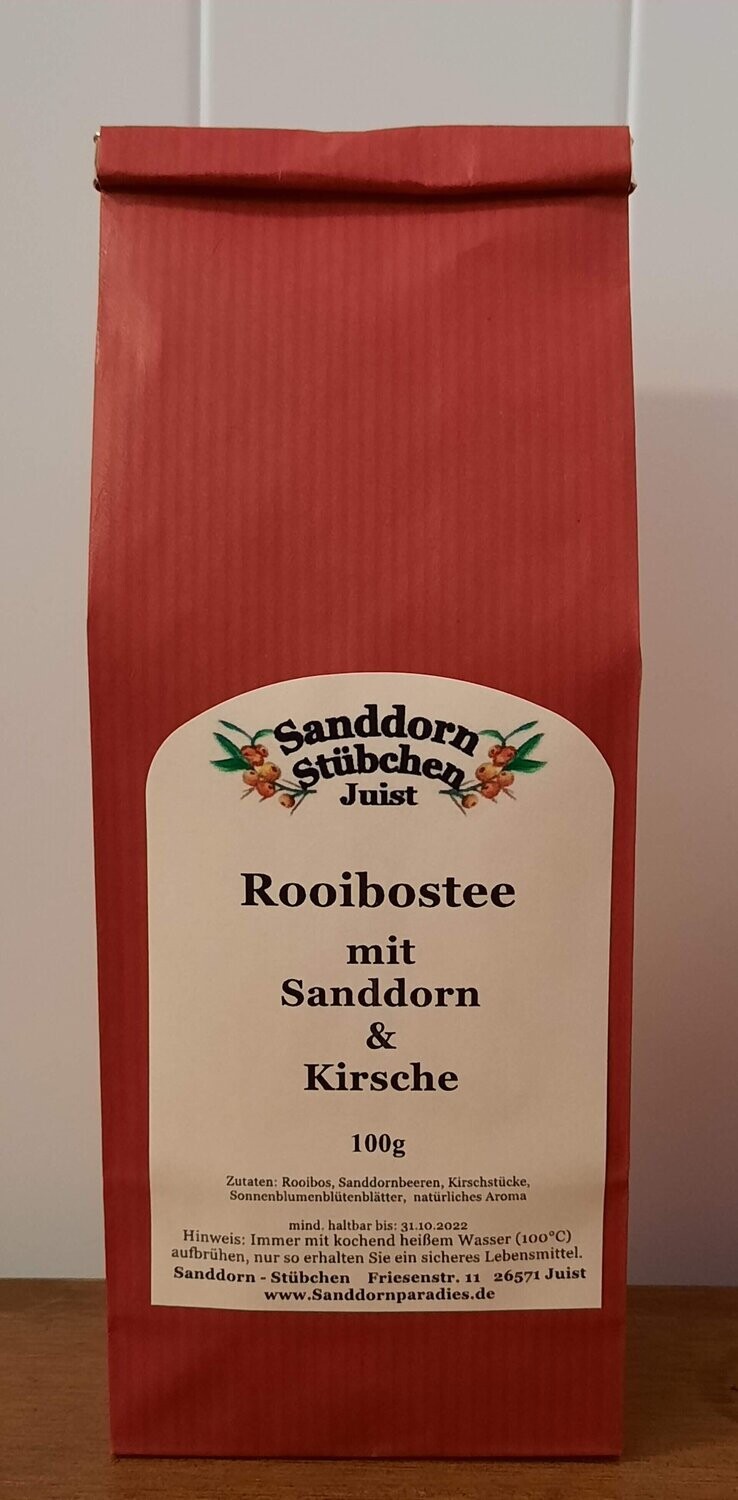 Sanddorn
Stübchen
Juist
Rooibostee
mit
Sanddorn
&
Kirsche
100g
Zutaten: Rooibos, Sanddornbeeren, Kirschstücke,
Sonnenblumenblütenblätter, natürliches Aroma
mind. haltbar bis: 31.10.2022
Hinweis: Immer mit kochend heißem Wasser (100°C)
aufbrühen, nur so erhalten Sie ein sicheres Lebensmittel.
Sanddorn - Stübchen Friesenstr. 11 26571 Juist
www.Sanddornparadies.de